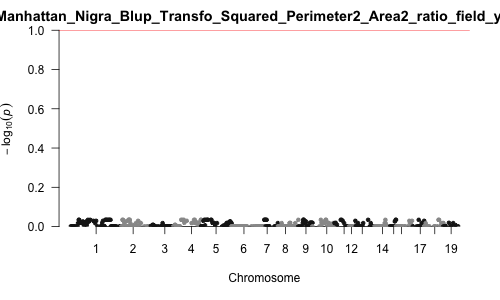 Manhattan_Nigra_Blup_Transfo_Squared_Perimeter2_Area2_ratio_field_y
1.0
0.8
0.6
0.4
0.2
0.0
− log10(p)
1 2 3 4 5 6 7 8 9 10 12 14 17 19
Chromosome